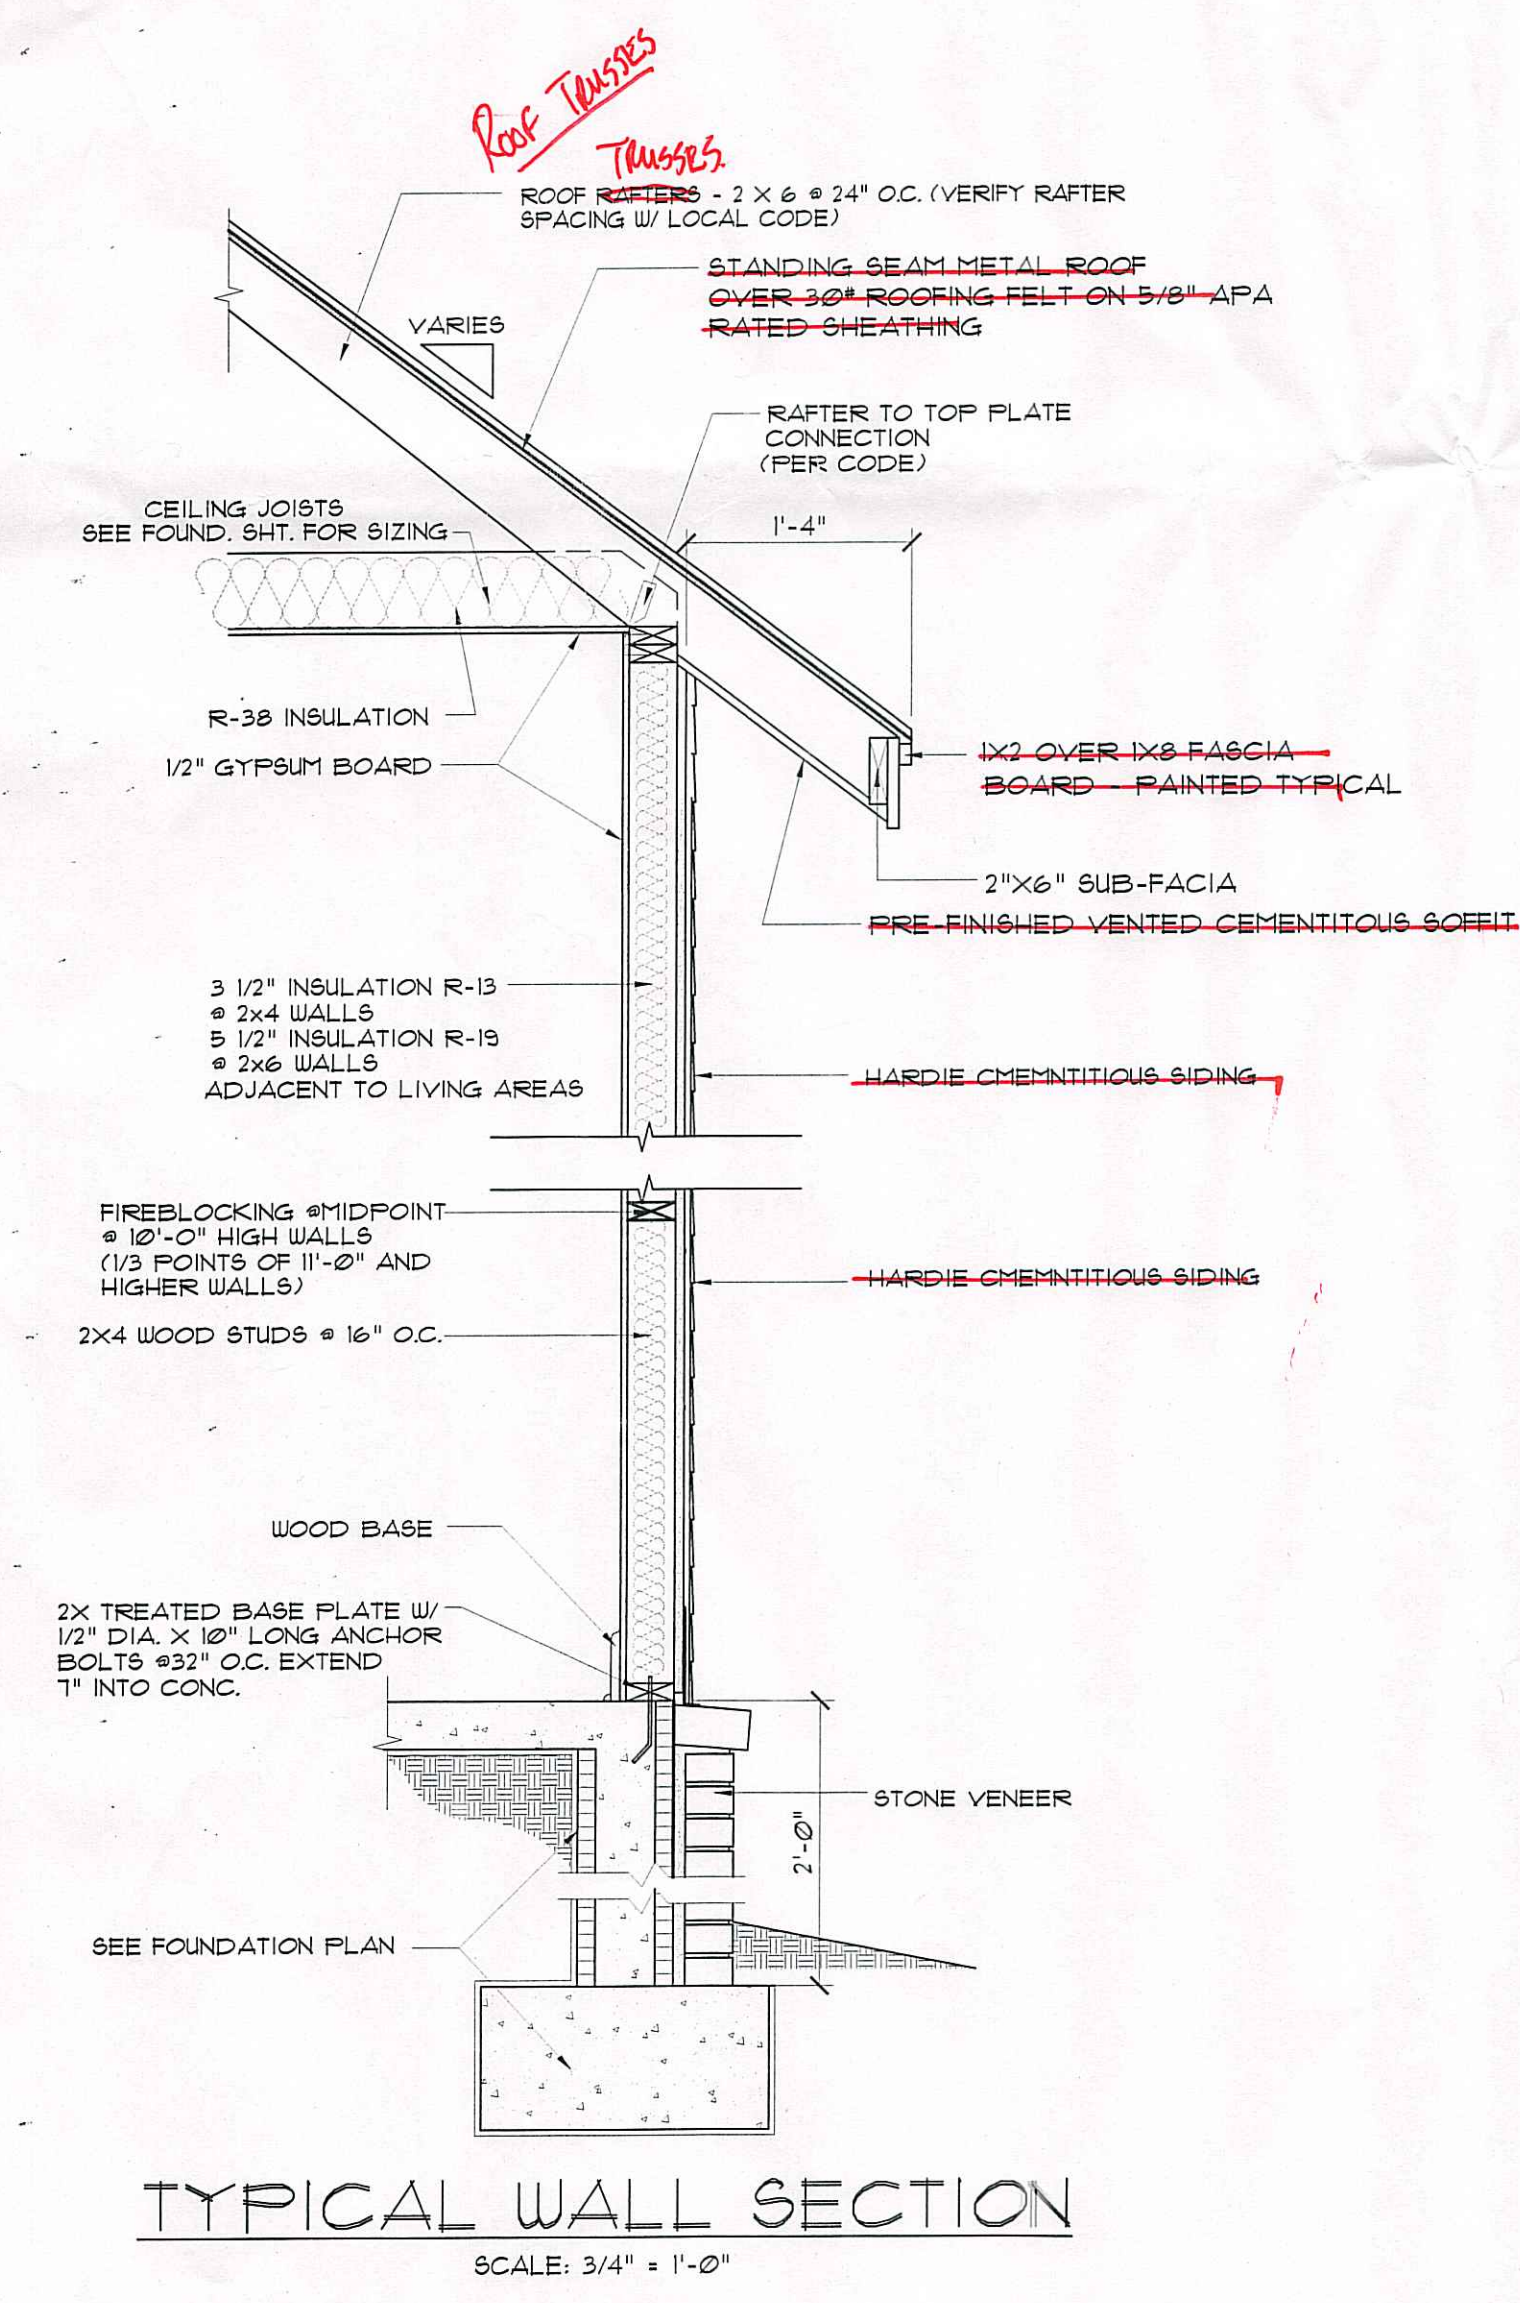 Roof TRUSSES
TRUSSES.
ROOF RAFTERS - 2 X 6 @ 24" O.C. (VERIFY RAFTER
SPACING W/ LOCAL CODE)
STANDING SEAM METAL ROOF
OVER 30# ROOFING FELT ON 5/8" APA
RATED SHEATHING
VARIES
RAFTER TO TOP PLATE
CONNECTION
(PER CODE)
CEILING JOISTS
SEE FOUND. SHT. FOR SIZING
1'-4"
R-38 INSULATION
1/2" GYPSUM BOARD
1X2 OVER 1X8 FASCIA
BOARD - PAINTED TYPICAL
2"X6" SUB-FACIA
PRE-FINISHED VENTED CEMENTITOUS SOFFIT
3 1/2" INSULATION R-13
@ 2x4 WALLS
5 1/2" INSULATION R-19
@ 2x6 WALLS
ADJACENT TO LIVING AREAS
HARDIE CMEMNTITIOUS SIDING
FIREBLOCKING @MIDPOINT
@ 10'-0" HIGH WALLS
(1/3 POINTS OF 11'-0" AND
HIGHER WALLS)
HARDIE CMEMNTITIOUS SIDING
2X4 WOOD STUDS @ 16" O.C.
WOOD BASE
2X TREATED BASE PLATE W/
1/2" DIA. X 10" LONG ANCHOR
BOLTS @32" O.C. EXTEND
7" INTO CONC.
STONE VENEER
2'-0"
SEE FOUNDATION PLAN
TYPICAL WALL SECTION
SCALE: 3/4" = 1'-0"